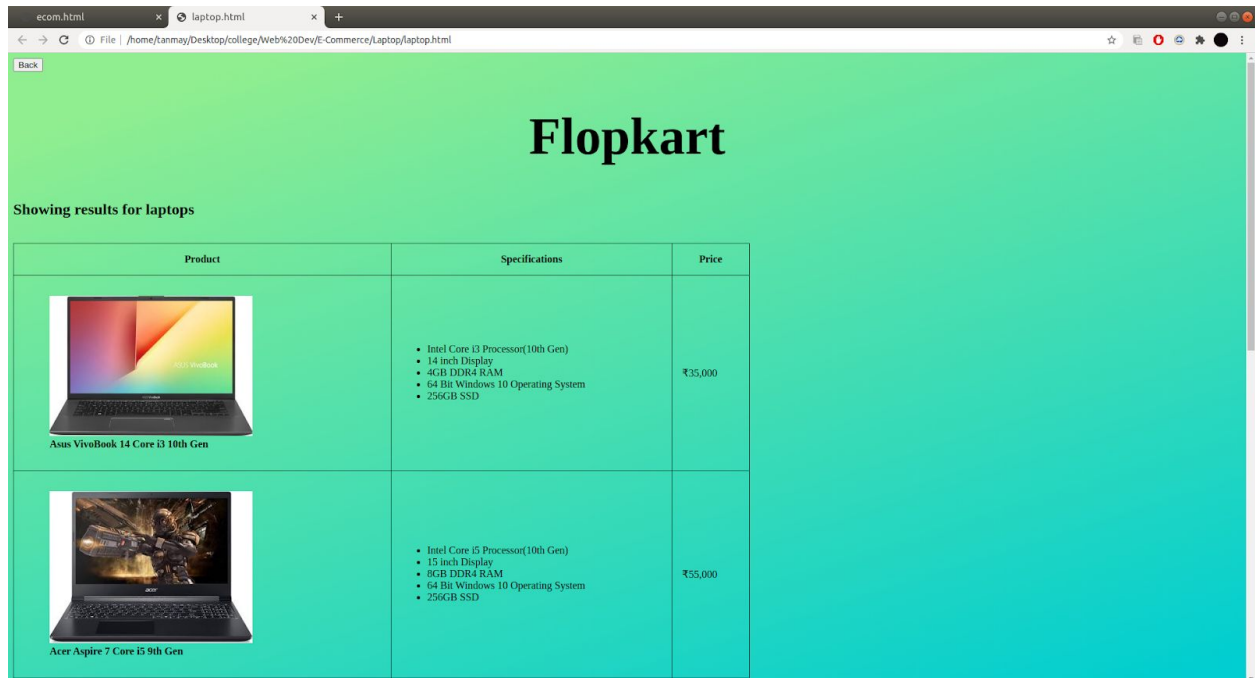 ecom.html
laptop.html
File | /home/tanmay/Desktop/college/Web%20Dev/E-Commerce/Laptop/laptop.html
Back
Flopkart
Showing results for laptops
Product Specifications Price
ASUS VivoBook
Asus VivoBook 14 Core i3 10th Gen
• Intel Core i3 Processor(10th Gen)
• 14 inch Display
• 4GB DDR4 RAM
• 64 Bit Windows 10 Operating System
• 256GB SSD
₹35,000
acer
Acer Aspire 7 Core i5 9th Gen
• Intel Core i5 Processor(10th Gen)
• 15 inch Display
• 8GB DDR4 RAM
• 64 Bit Windows 10 Operating System
• 256GB SSD
₹55,000